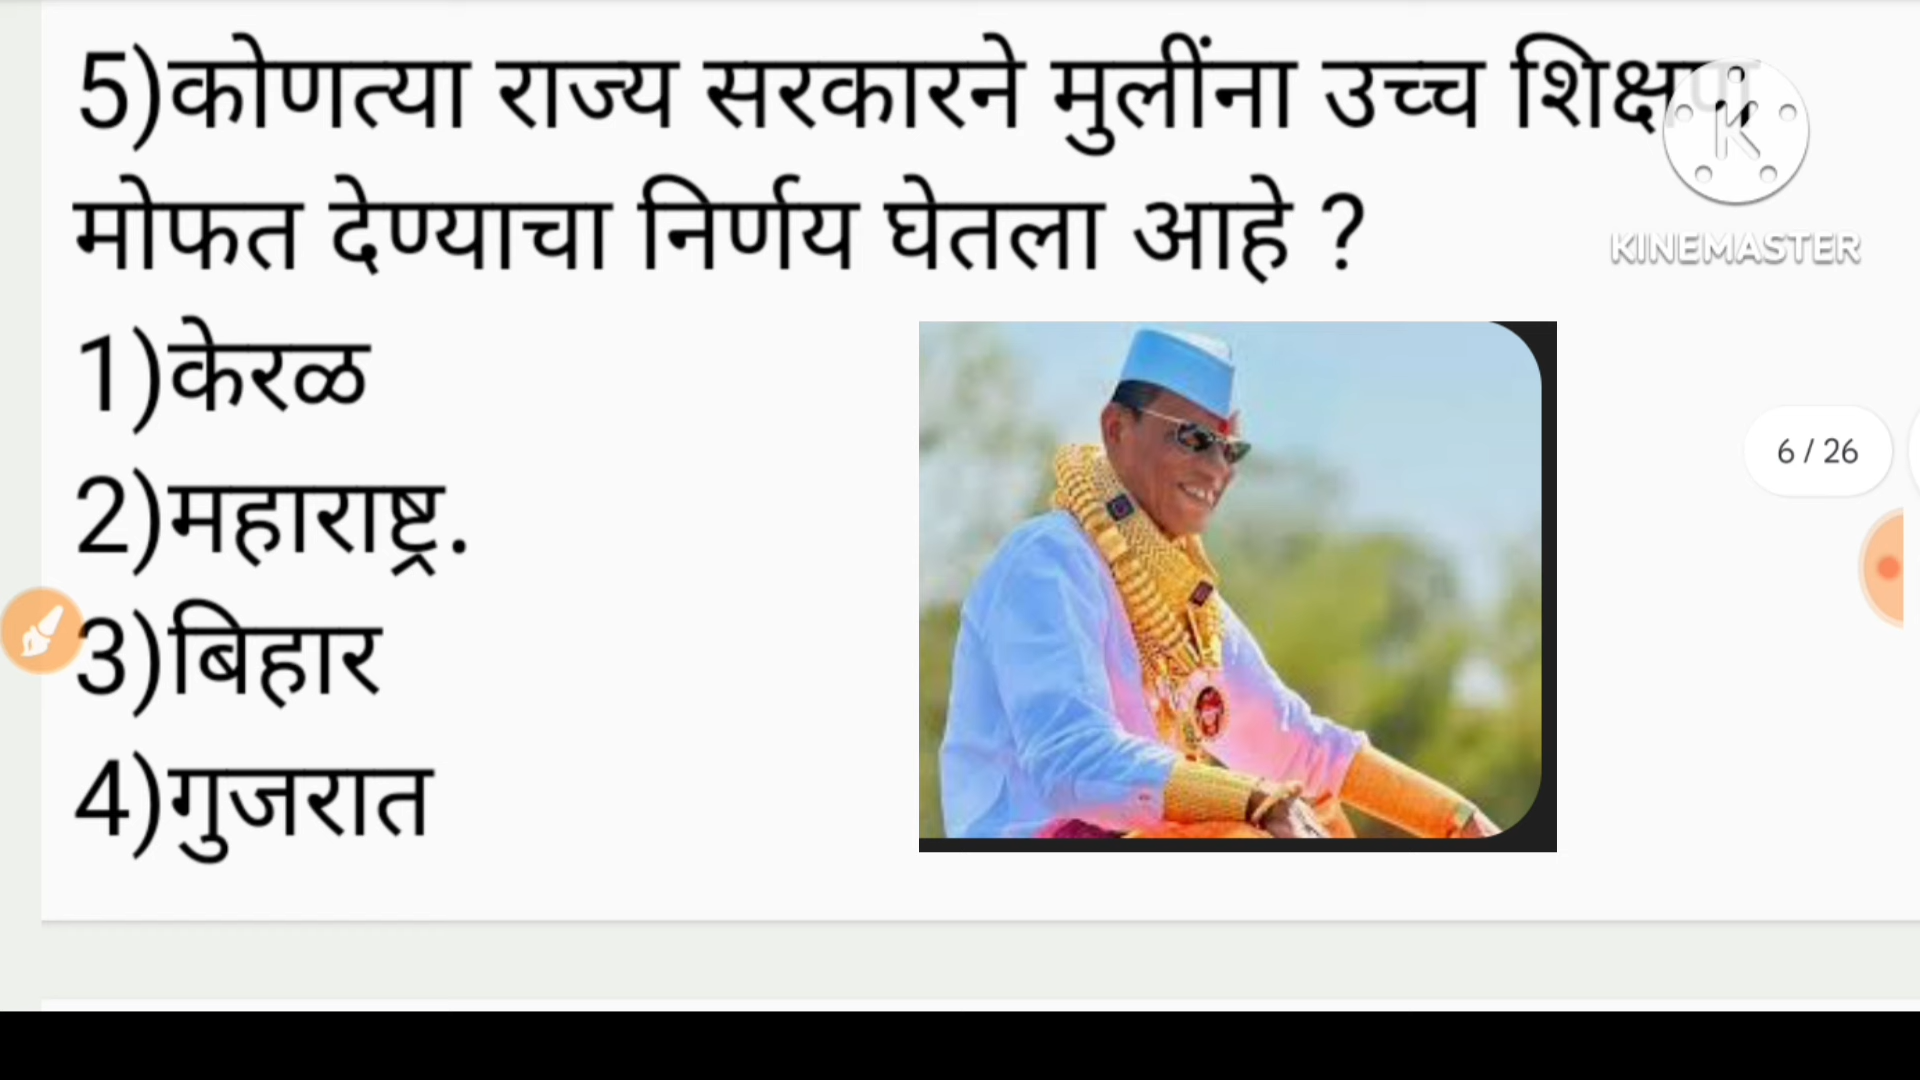 5)कोणत्या राज्य सरकारने मुलींना उच्च शिक्षण
मोफत देण्याचा निर्णय घेतला आहे ?
KINEMASTER
1)केरळ
2)महाराष्ट्र.
6 / 26
3)बिहार
4)गुजरात